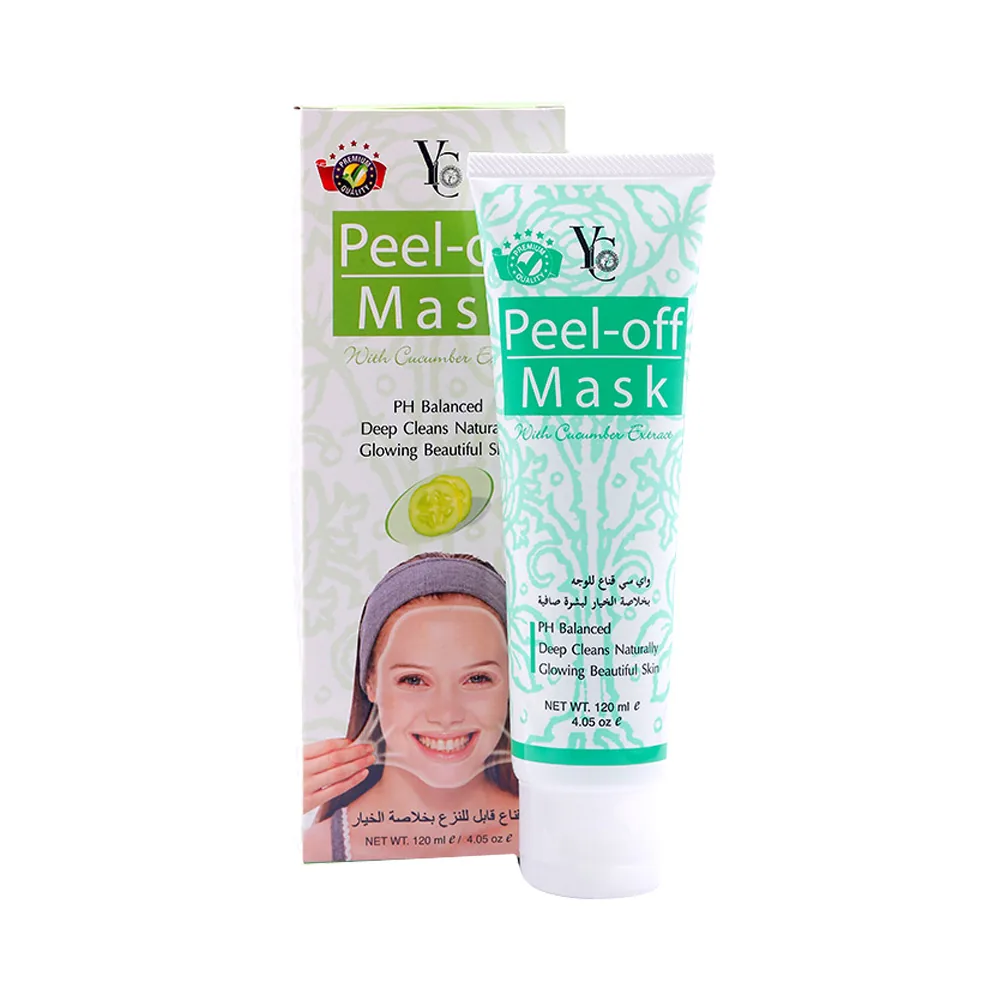 PREMIUM
QUALITY
YC
Peel-o
Mas
With Cucumber
PH Balanced
Deep Cleans Natura
Glowing Beautiful S
قناع قابل للنزع بخلاصة الخيار
NET WT. 120 ml e / 4.05 oz e
PREMIUM
QUALITY
YC
Peel-off
Mask
With Cucumber Extract
واي سي قناع للوجه
بخلاصة الخيار لبشرة صافية
PH Balanced
Deep Cleans Naturally
Glowing Beautiful Skin
NET WT. 120 ml e
4.05 oz e